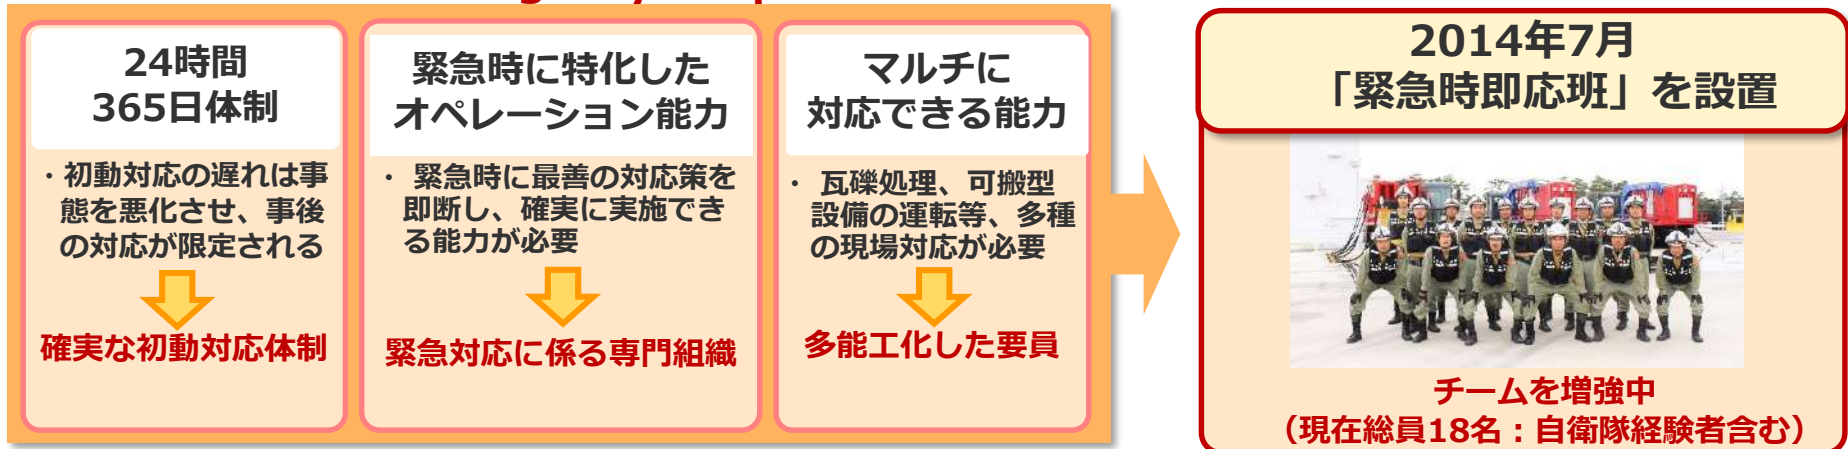 24時間
365日体制
・初動対応の遅れは事
態を悪化させ、事後
の対応が限定される
確実な初動対応体制
緊急時に特化した
オペレーション能力
・ 緊急時に最善の対応策を
即断し、確実に実施でき
る能力が必要
緊急対応に係る専門組織
マルチに
対応できる能力
・ 瓦礫処理、可搬型
設備の運転等、多種
の現場対応が必要
多能工化した要員
2014年7月
「緊急時即応班」を設置
チームを増強中
（現在総員18名：自衛隊経験者含む）